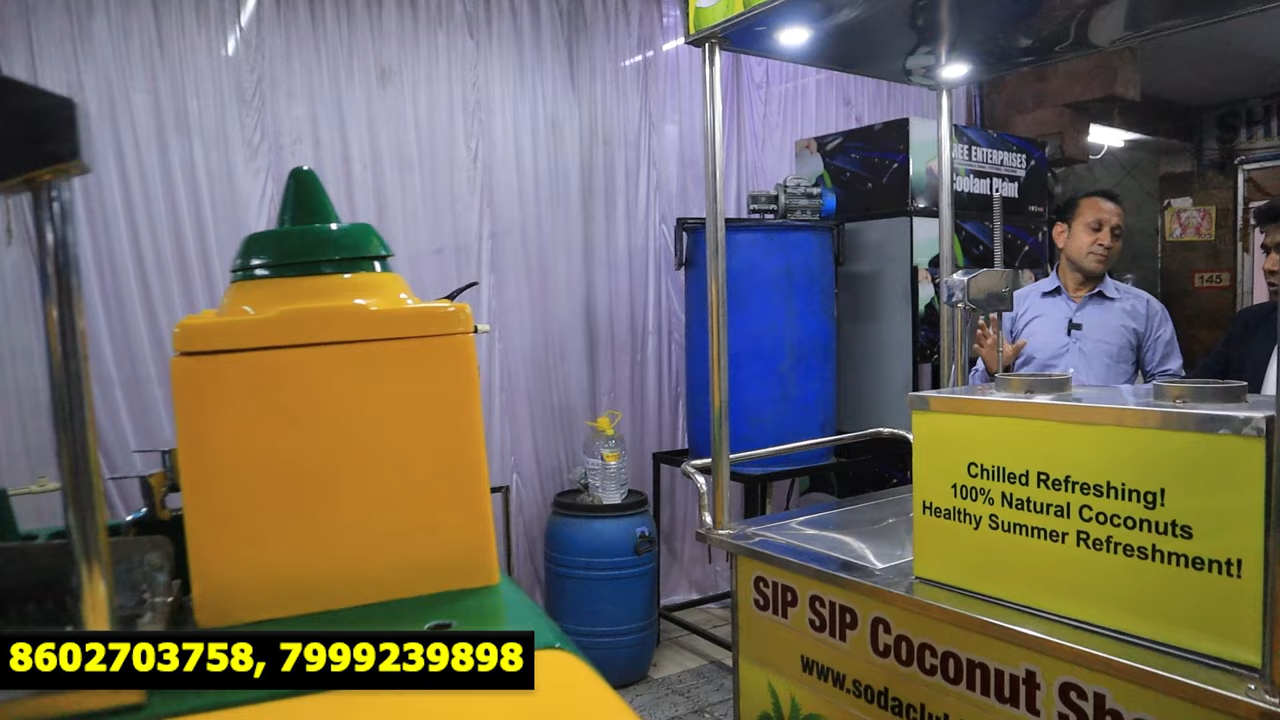 REE ENTERPRISES
Coolant Plant
145
Chilled Refreshing!
100% Natural Coconuts
Healthy Summer Refreshment!
SIP SIP Coconut Sh
www.sodaclu
8602703758, 7999239898